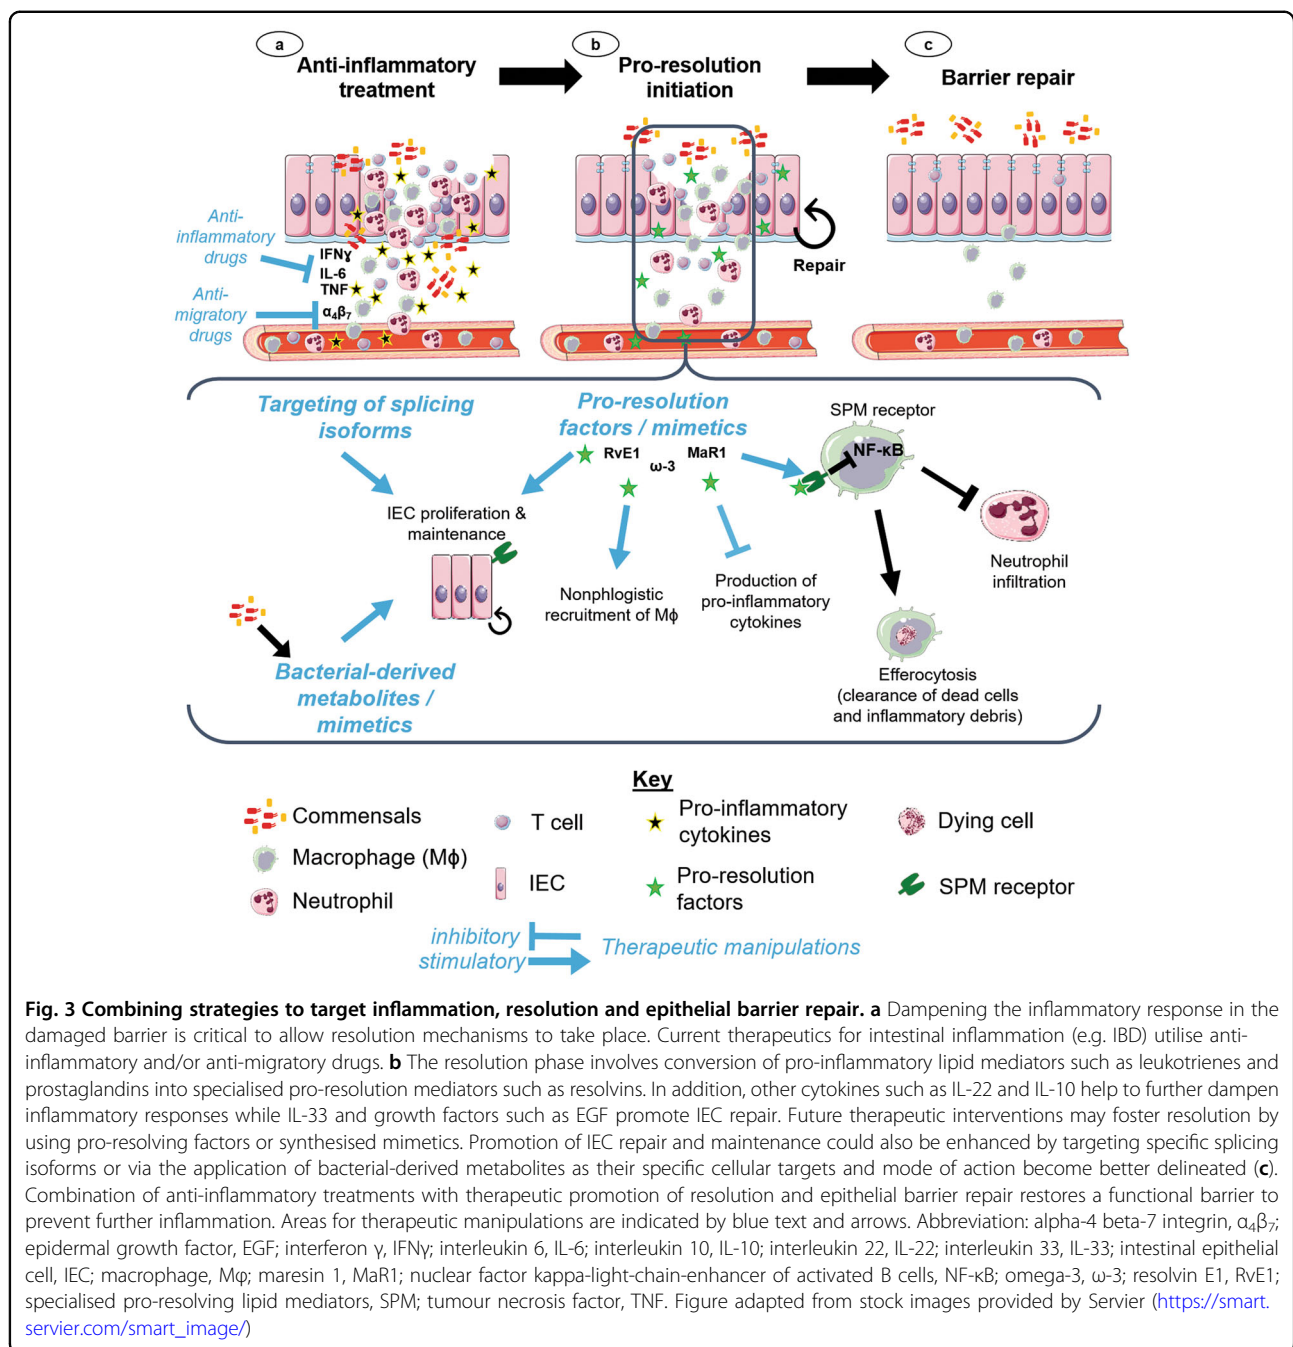 a
Anti-inflammatory
treatment
b
Pro-resolution
initiation
c
Barrier repair
Anti-
inflammatory
drugs
IFNɣ
IL-6
TNF
Anti-
migratory
drugs
α₄β₇
Repair
Targeting of splicing
isoforms
Pro-resolution
factors / mimetics
RvE1
ω-3
MaR1
SPM receptor
NF-κB
IEC proliferation &
maintenance
Nonphlogistic
recruitment of Mϕ
Production of
pro-inflammatory
cytokines
Neutrophil
infiltration
Bacterial-derived
metabolites /
mimetics
Efferocytosis
(clearance of dead cells
and inflammatory debris)
Key
Commensals
Macrophage (Mϕ)
Neutrophil
T cell
IEC
Pro-inflammatory
cytokines
Pro-resolution
factors
Dying cell
SPM receptor
inhibitory
stimulatory
Therapeutic manipulations
Fig. 3 Combining strategies to target inflammation, resolution and epithelial barrier repair. a Dampening the inflammatory response in the
damaged barrier is critical to allow resolution mechanisms to take place. Current therapeutics for intestinal inflammation (e.g. IBD) utilise anti-
inflammatory and/or anti-migratory drugs. b The resolution phase involves conversion of pro-inflammatory lipid mediators such as leukotrienes and
prostaglandins into specialised pro-resolution mediators such as resolvins. In addition, other cytokines such as IL-22 and IL-10 help to further dampen
inflammatory responses while IL-33 and growth factors such as EGF promote IEC repair. Future therapeutic interventions may foster resolution by
using pro-resolving factors or synthesised mimetics. Promotion of IEC repair and maintenance could also be enhanced by targeting specific splicing
isoforms or via the application of bacterial-derived metabolites as their specific cellular targets and mode of action become better delineated (c).
Combination of anti-inflammatory treatments with therapeutic promotion of resolution and epithelial barrier repair restores a functional barrier to
prevent further inflammation. Areas for therapeutic manipulations are indicated by blue text and arrows. Abbreviation: alpha-4 beta-7 integrin, α₄β₇;
epidermal growth factor, EGF; interferon γ, IFNγ; interleukin 6, IL-6; interleukin 10, IL-10; interleukin 22, IL-22; interleukin 33, IL-33; intestinal epithelial
cell, IEC; macrophage, Mφ; maresin 1, MaR1; nuclear factor kappa-light-chain-enhancer of activated B cells, NF-κB; omega-3, ω-3; resolvin E1, RvE1;
specialised pro-resolving lipid mediators, SPM; tumour necrosis factor, TNF. Figure adapted from stock images provided by Servier (https://smart.
servier.com/smart_image/)